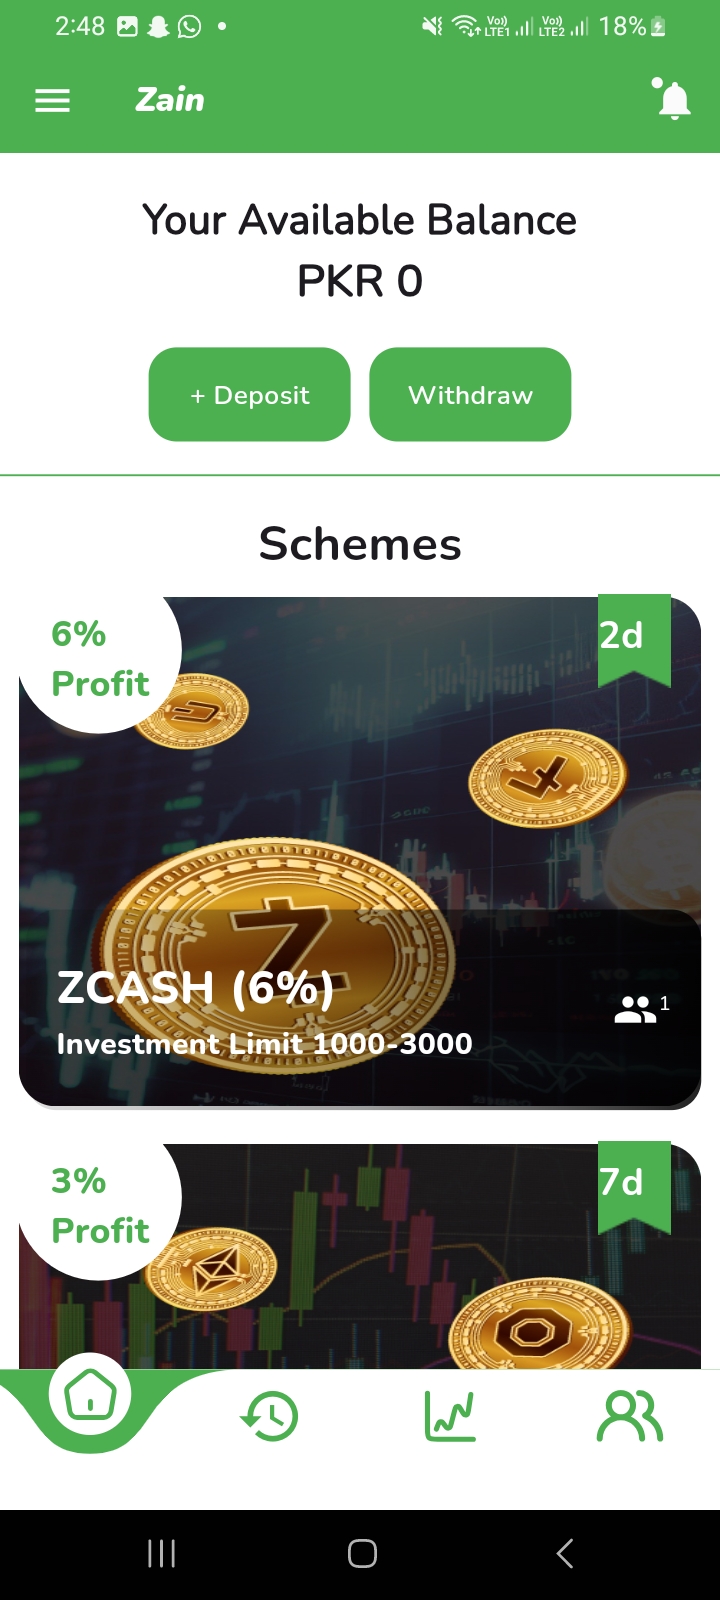 2:48
Vo)) LTE1 Vo)) LTE2 18%
Zain
Your Available Balance
PKR 0
+ Deposit
Withdraw
Schemes
6%
Profit
2d
ZCASH (6%)
1
Investment Limit 1000-3000
3%
Profit
7d